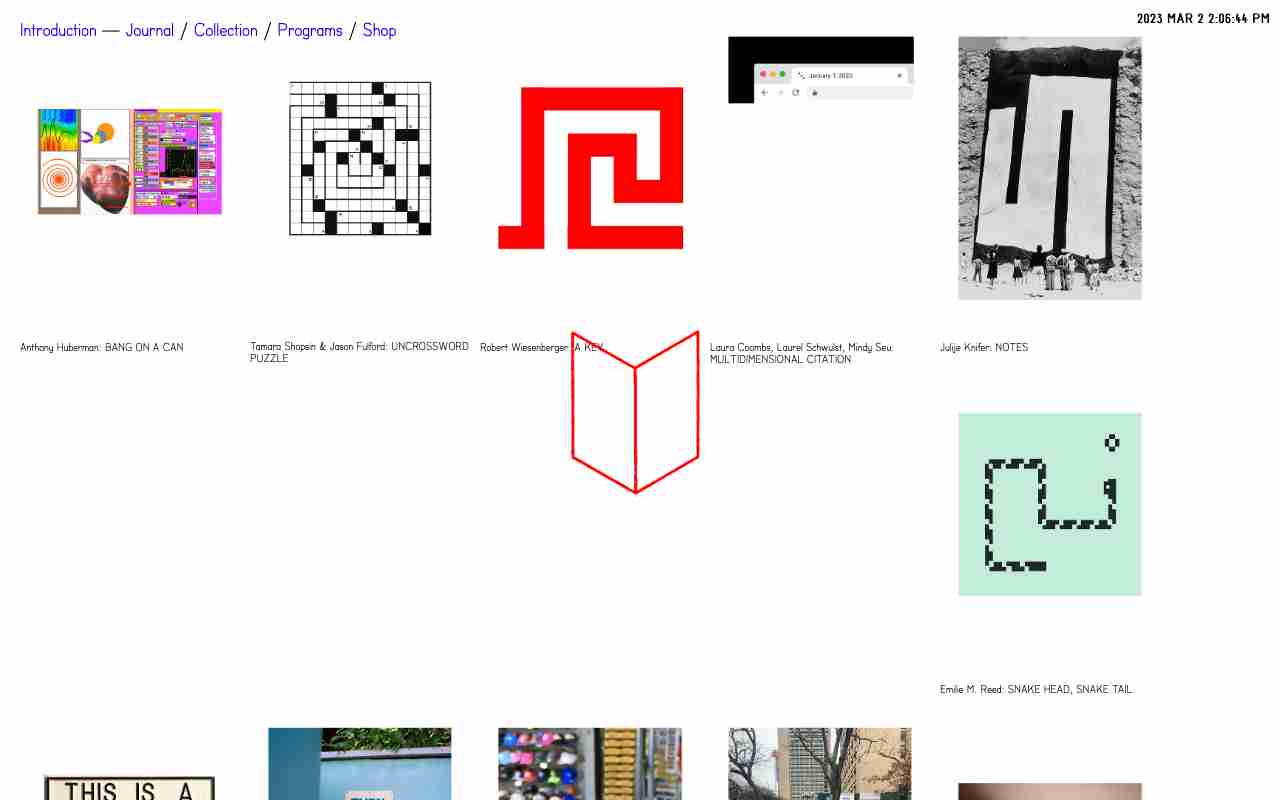 Introduction — Journal / Collection / Programs / Shop
2023 MAR 2 2:06:44 PM
January 1, 2023
Anthony Huberman: BANG ON A CAN
Tamara Shopsin & Jason Fulford: UNCROSSWORD
PUZZLE
Robert Wiesenberger: A KEY
Laura Coombs, Laurel Schwulst, Mindy Seu:
MULTIDIMENSIONAL CITATION
Julije Knifer: NOTES
Emilie M. Reed: SNAKE HEAD, SNAKE TAIL
THIS IS A